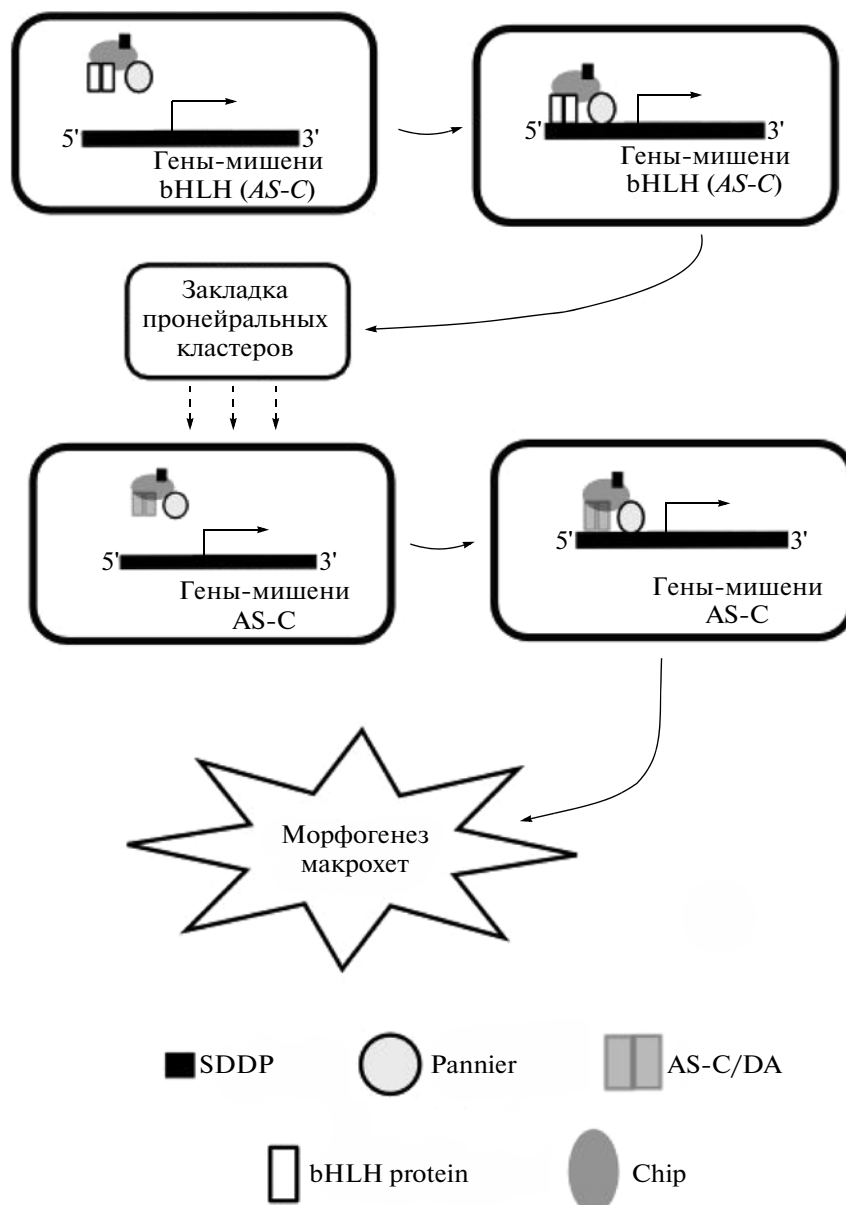 5'
3'
Гены-мишени
bHLH (AS-C)
5'
3'
Гены-мишени
bHLH (AS-C)
Закладка
пронейральных
кластеров
5'
3'
Гены-мишени
AS-C
5'
3'
Гены-мишени
AS-C
Морфогенез
макрохет
SDDP
Pannier
AS-C/DA
bHLH protein
Chip